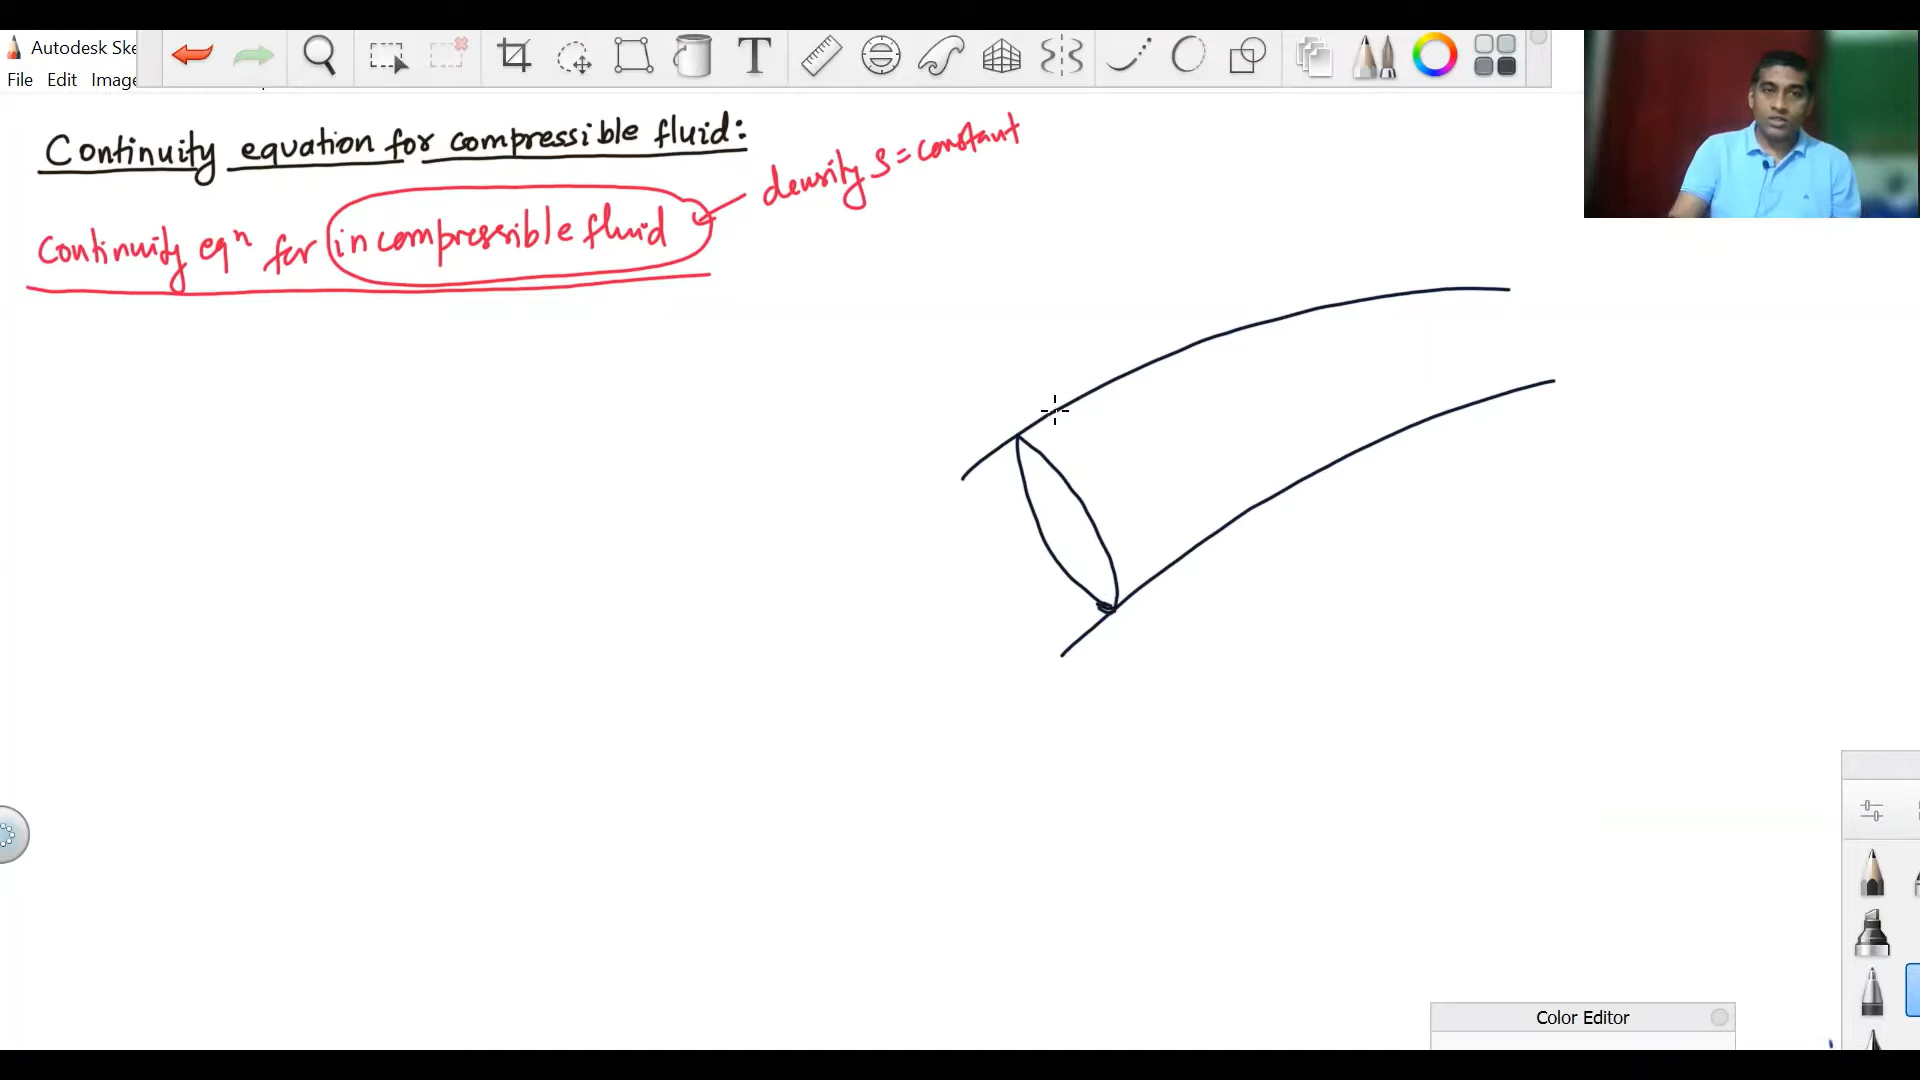 Autodesk Ske
File Edit Image
T
Continuity equation for compressible fluid:
density ρ = constant
Continuity eqⁿ for incompressible fluid
Color Editor